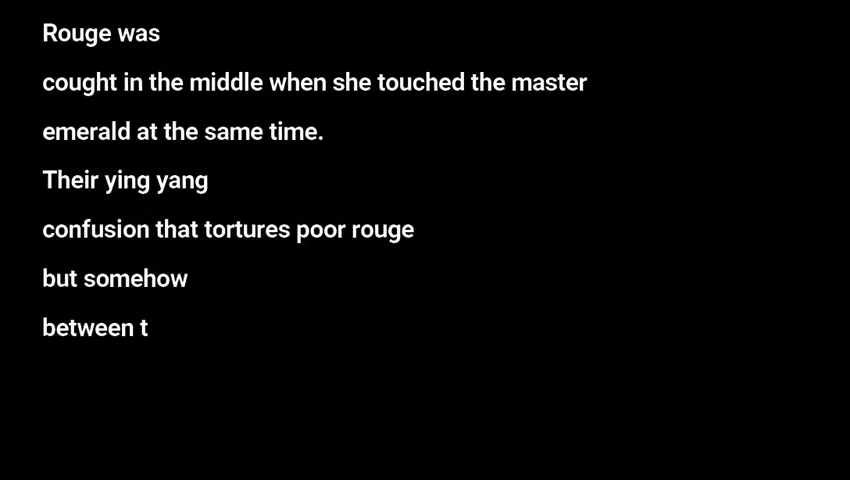 Rouge was
cought in the middle when she touched the master
emerald at the same time.
Their ying yang
confusion that tortures poor rouge
but somehow
between t